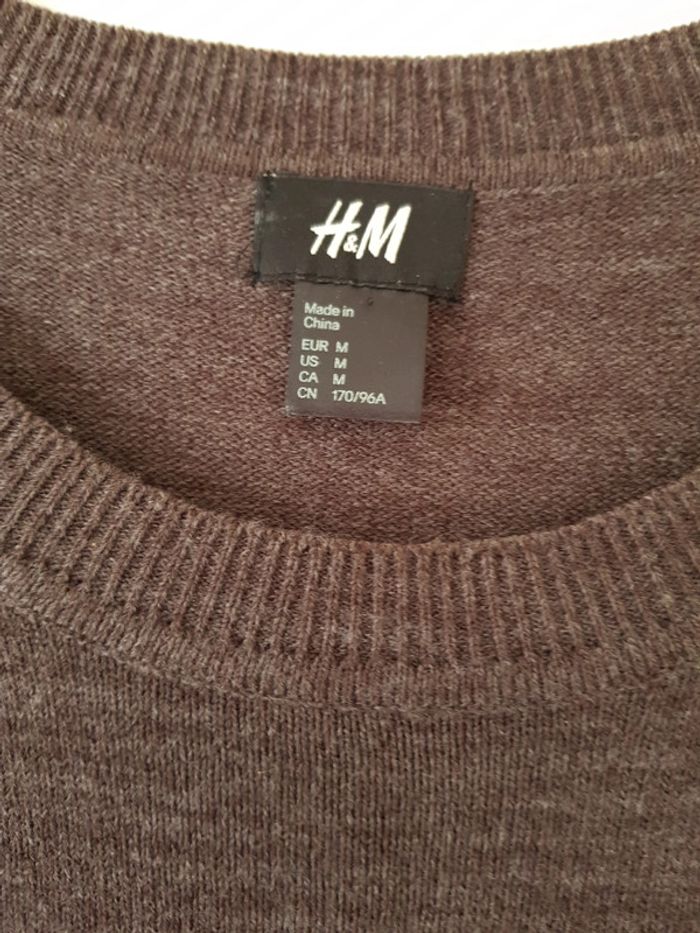 H&M
Made in
China
EUR M
US M
CA M
CN 170/96A